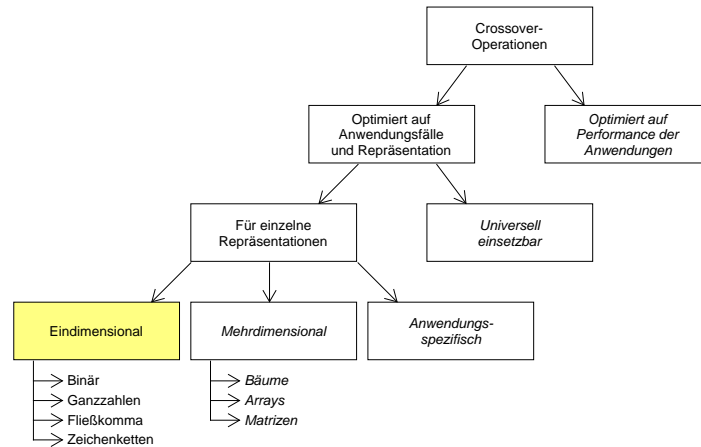 Crossover-
Operationen
Optimiert auf
Anwendungsfälle
und Repräsentation
Optimiert auf
Performance der
Anwendungen
Für einzelne
Repräsentationen
Universell
einsetzbar
Eindimensional
Mehrdimensional
Anwendungs-
spezifisch
Binär
Ganzzahlen
Fließkomma
Zeichenketten
Bäume
Arrays
Matrizen